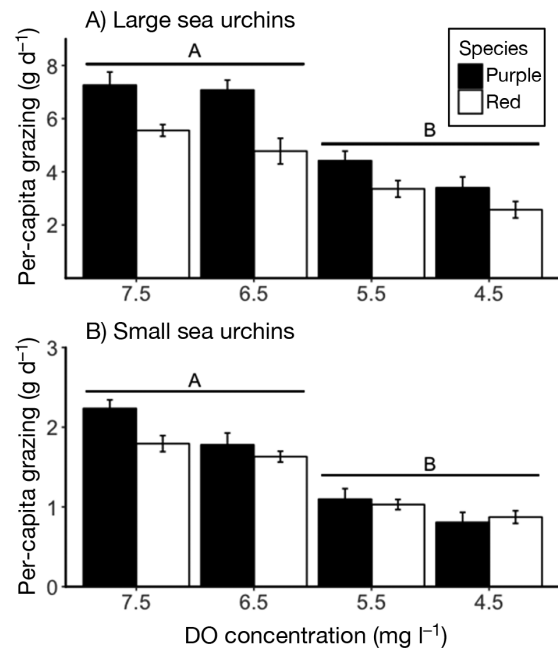 A) Large sea urchins
Per-capita grazing (g d⁻¹)
8
6
4
2
A
B
Species
Purple
Red
7.5 6.5 5.5 4.5
B) Small sea urchins
Per-capita grazing (g d⁻¹)
3
2
1
0
A
B
7.5 6.5 5.5 4.5
DO concentration (mg l⁻¹)